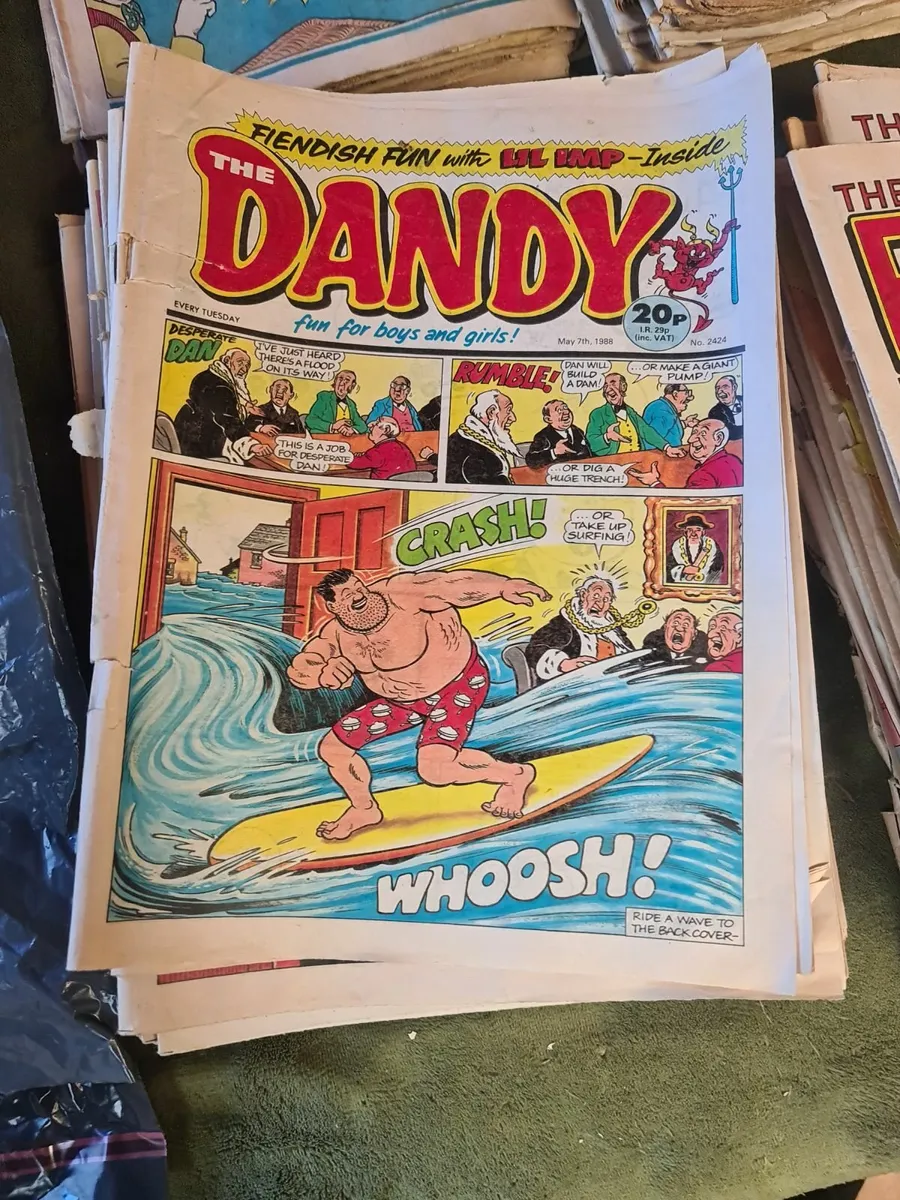 FIENDISH FUN with LIL IMP - Inside
THE
DANDY
EVERY TUESDAY
fun for boys and girls!
May 7th, 1988
20p
I.R. 29p
(inc. VAT)
No. 2424
DESPERATE
DAN
I'VE JUST HEARD
THERE'S A FLOOD
ON ITS WAY!
THIS IS A JOB
FOR DESPERATE
DAN!
RUMBLE!
DAN WILL
BUILD
A DAM!
...OR MAKE A GIANT
PUMP!
...OR DIG A
HUGE TRENCH!
CRASH!
... OR
TAKE UP
SURFING!
WHOOSH!
RIDE A WAVE TO
THE BACK COVER-
TH
THE